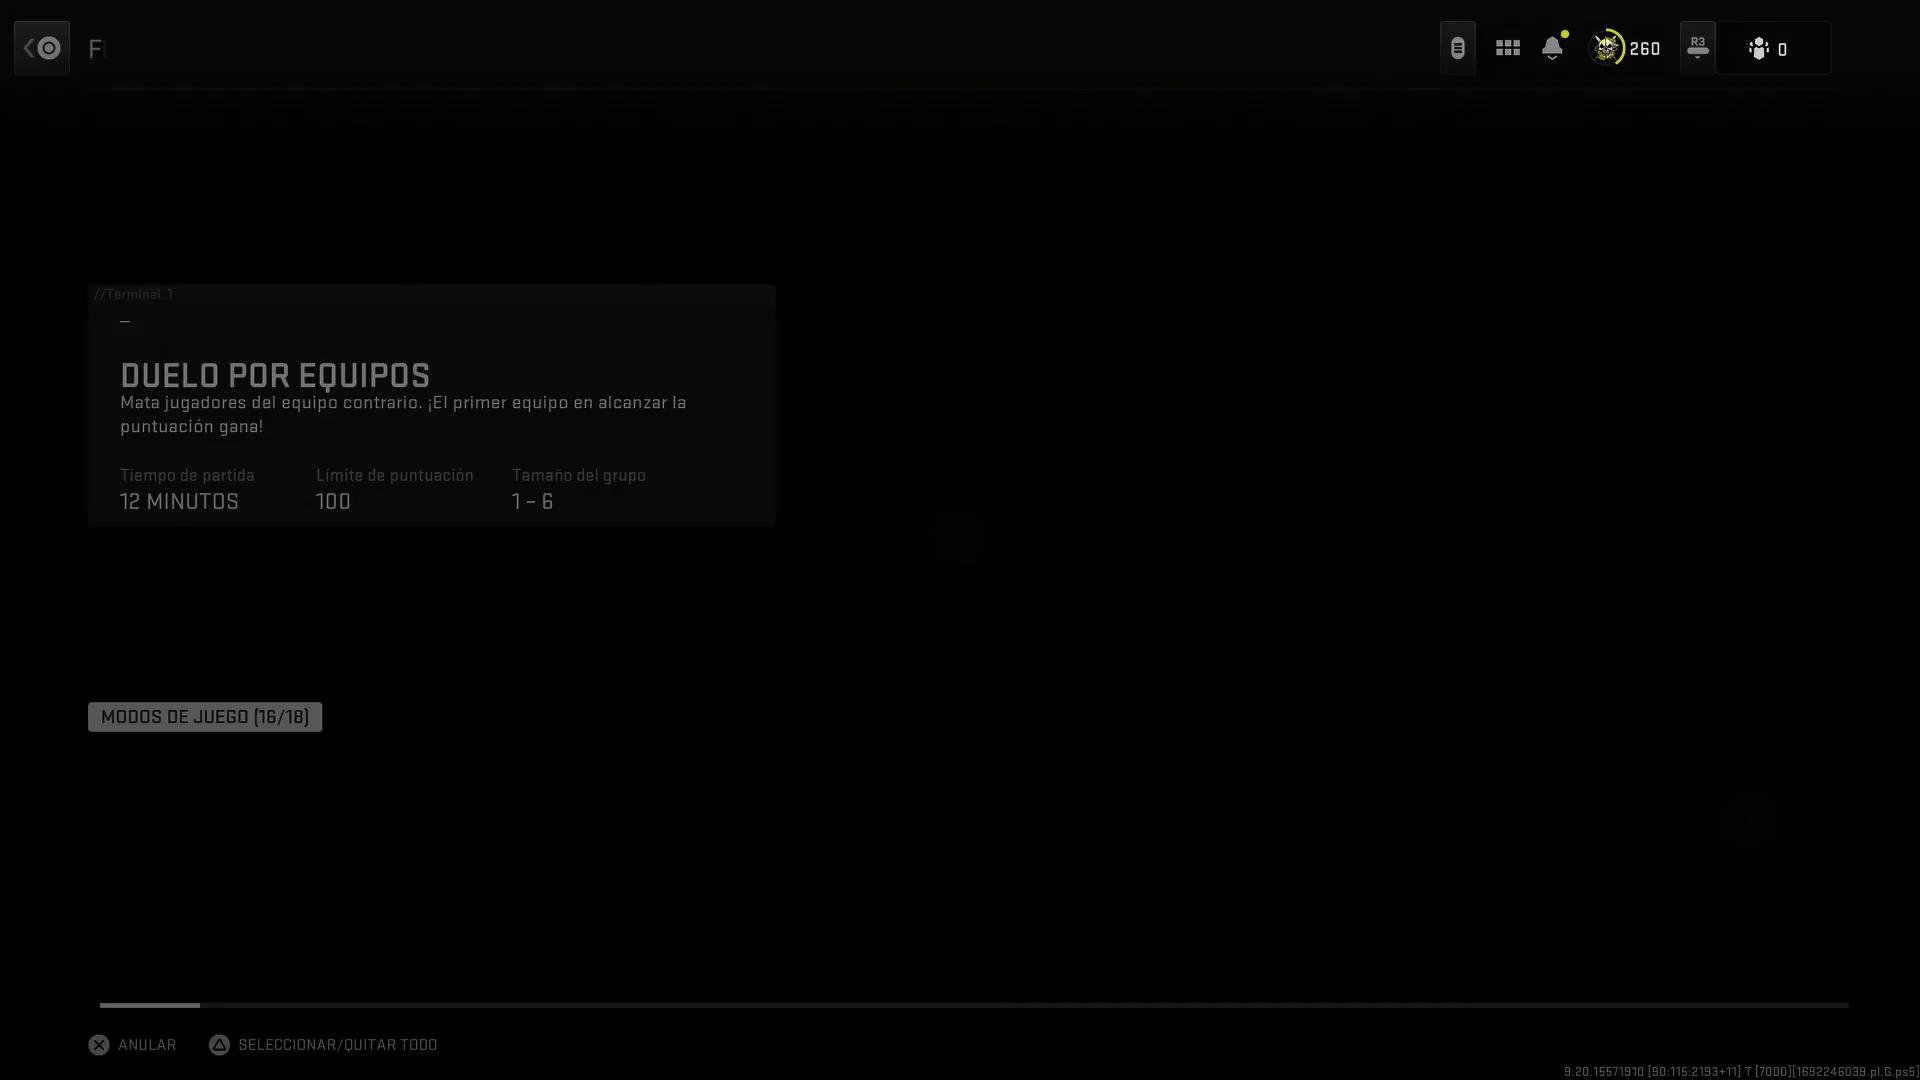 260
R3
0
//Terminal 1
DUELO POR EQUIPOS
Mata jugadores del equipo contrario. ¡El primer equipo en alcanzar la
puntuación gana!
Tiempo de partida
Límite de puntuación
Tamaño del grupo
12 MINUTOS
100
1 – 6
MODOS DE JUEGO (16/18)
ANULAR
SELECCIONAR/QUITAR TODO
9.20.15571910 [90:115:2193+11] T [7000][1692246039.pl.G.ps5]